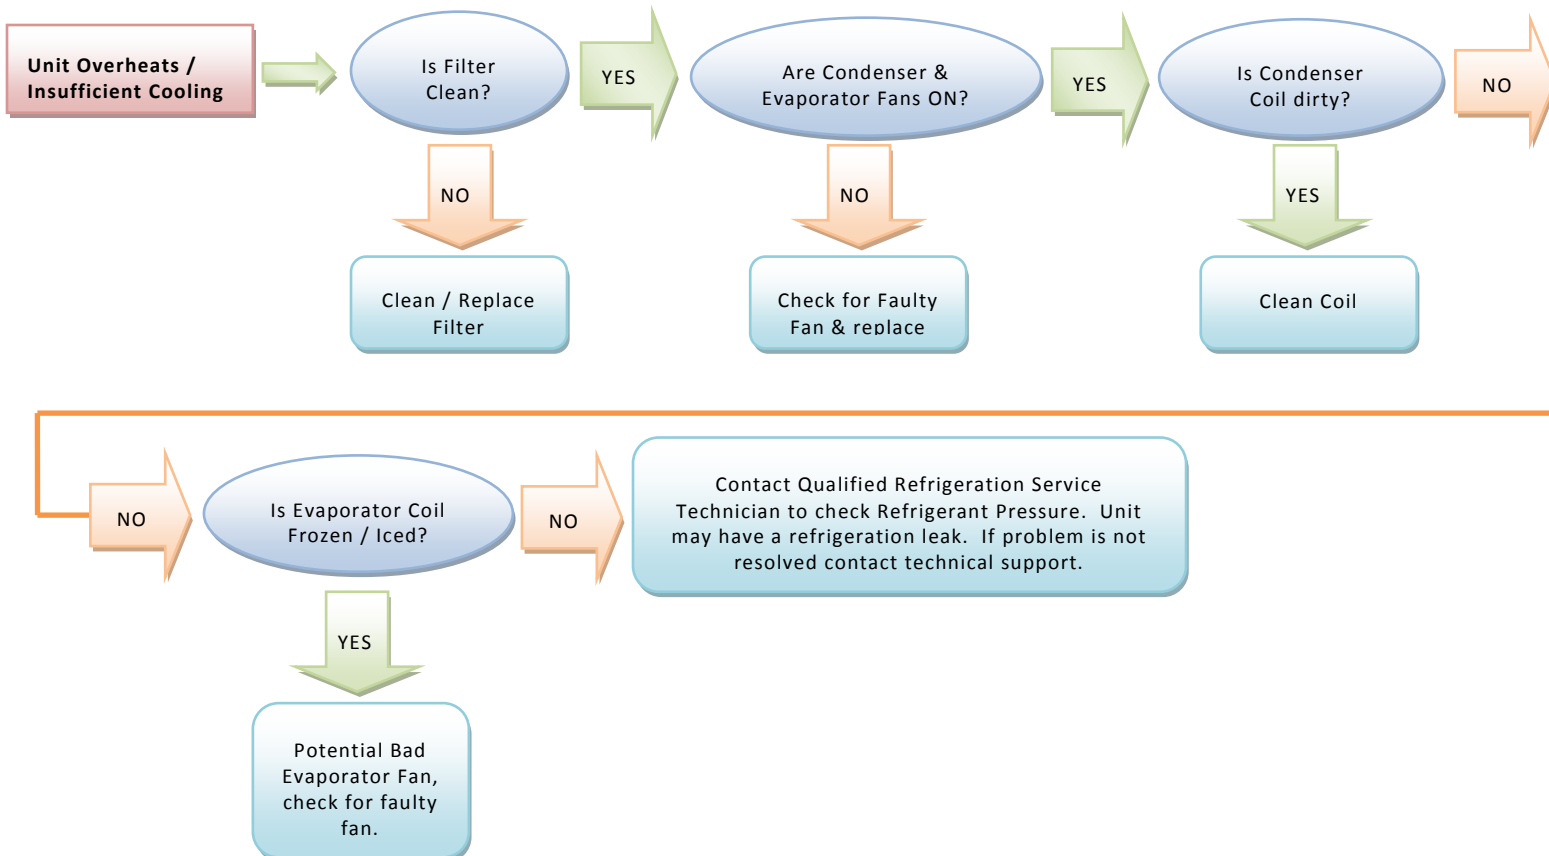 Unit Overheats /
Insufficient Cooling
Is Filter
Clean?
YES
Are Condenser &
Evaporator Fans ON?
YES
Is Condenser
Coil dirty?
NO
NO
NO
YES
Clean / Replace
Filter
Check for Faulty
Fan & replace
Clean Coil
NO
Is Evaporator Coil
Frozen / Iced?
NO
Contact Qualified Refrigeration Service
Technician to check Refrigerant Pressure.  Unit
may have a refrigeration leak.  If problem is not
resolved contact technical support.
YES
Potential Bad
Evaporator Fan,
check for faulty
fan.